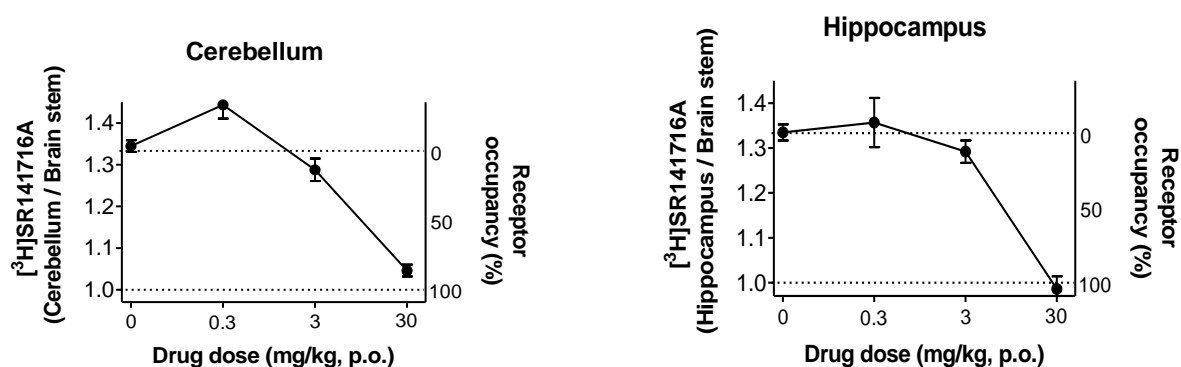 Cerebellum
[³H]SR141716A
(Cerebellum / Brain stem)
1.4
1.3
1.2
1.1
1.0
0
50
100
Receptor
occupancy (%)
0
0.3
3
30
Drug dose (mg/kg, p.o.)
Hippocampus
[³H]SR141716A
(Hippocampus / Brain stem)
1.4
1.3
1.2
1.1
1.0
0
50
100
Receptor
occupancy (%)
0
0.3
3
30
Drug dose (mg/kg, p.o.)